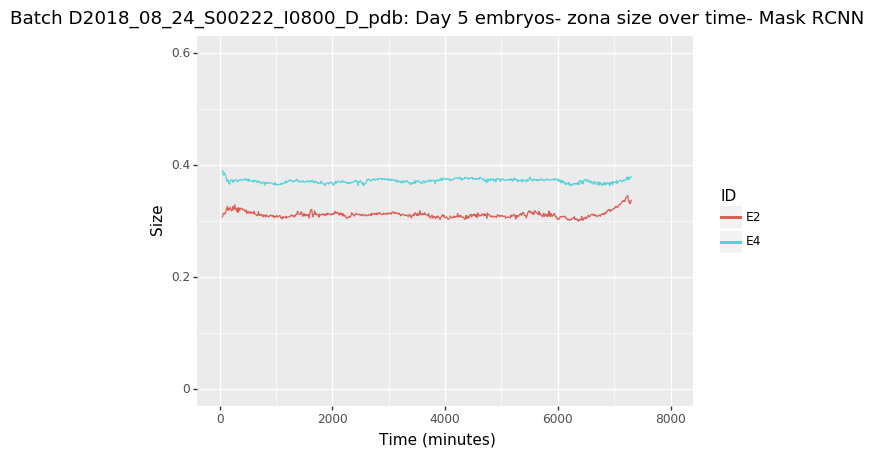 Batch D2018_08_24_S00222_I0800_D_pdb: Day 5 embryos- zona size over time- Mask RCNN
0.6
0.4
0.2
0
Size
0
2000
4000
6000
8000
Time (minutes)
ID
E2
E4